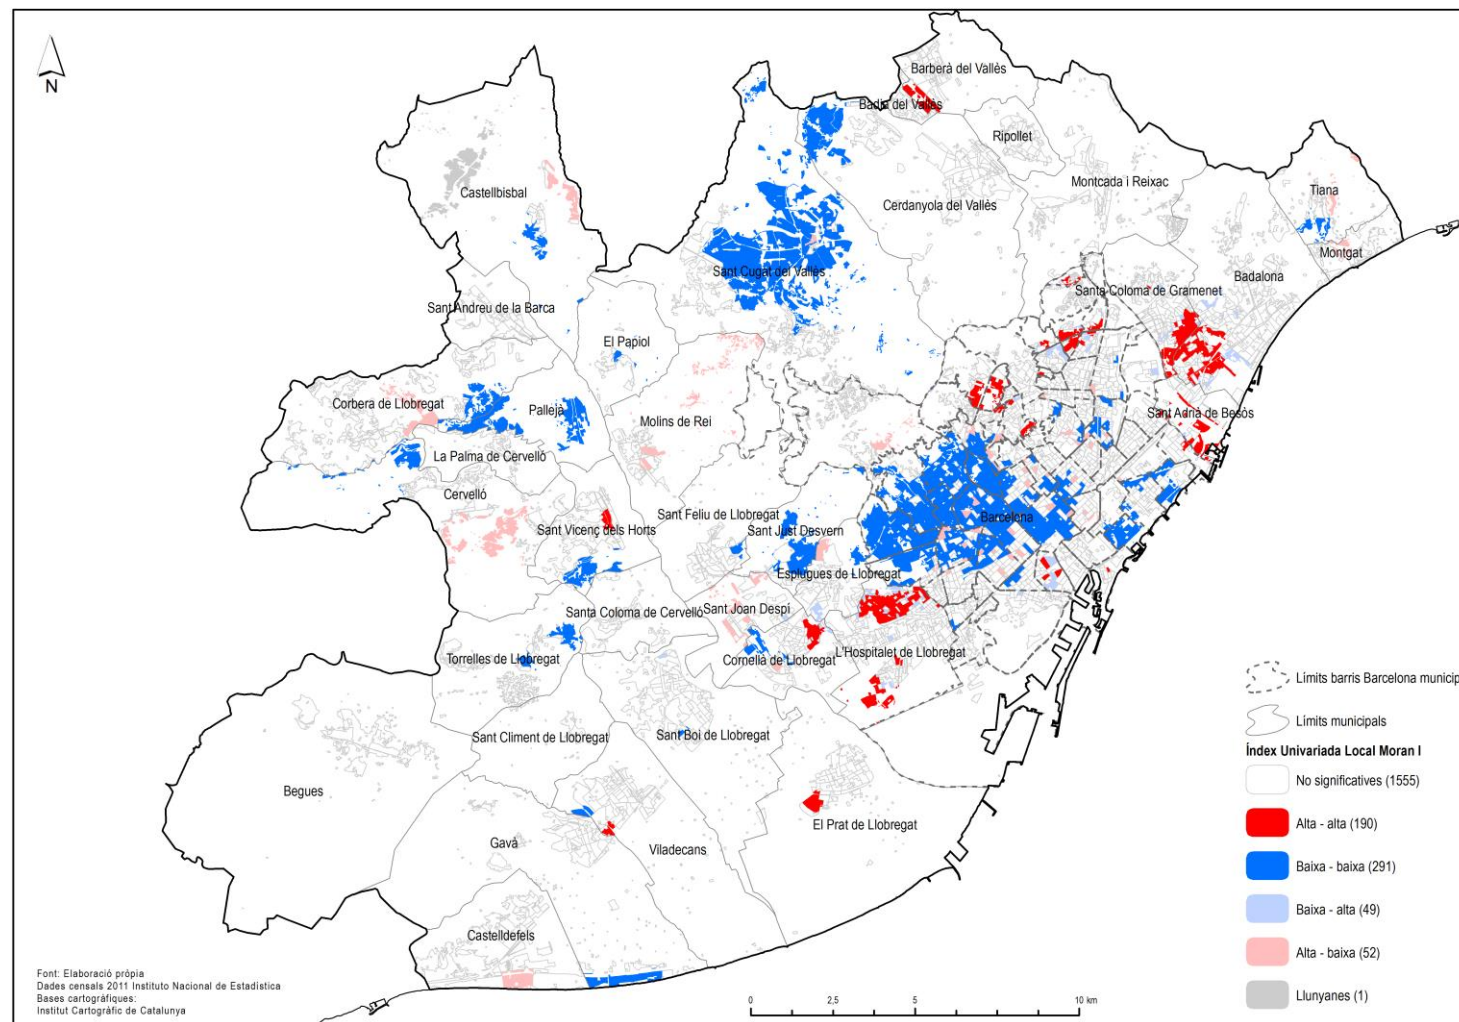 N
Barberà del Vallès
Badia del Vallès
Ripollet
Castellbisbal
Cerdanyola del Vallès
Montcada i Reixac
Tiana
Montgat
Sant Cugat del Vallès
Santa Coloma de Gramenet
Badalona
Sant Andreu de la Barca
El Papiol
Corbera de Llobregat
Pallejà
Molins de Rei
Sant Adrià de Besòs
La Palma de Cervelló
Cervelló
Sant Vicenç dels Horts
Sant Feliu de Llobregat
Sant Just Desvern
Barcelona
Esplugues de Llobregat
Santa Coloma de Cervelló
Sant Joan Despí
Torrelles de Llobregat
Cornellà de Llobregat
L'Hospitalet de Llobregat
Sant Climent de Llobregat
Sant Boi de Llobregat
Begues
Gavà
Viladecans
El Prat de Llobregat
Castelldefels
Límits barris Barcelona municip
Límits municipals
Índex Univariada Local Moran I
No significatives (1555)
Alta - alta (190)
Baixa - baixa (291)
Baixa - alta (49)
Alta - baixa (52)
Llunyanes (1)
Font: Elaboració pròpia
Dades censals 2011 Instituto Nacional de Estadística
Bases cartogràfiques:
Institut Cartogràfic de Catalunya
0 2,5 5 10 km